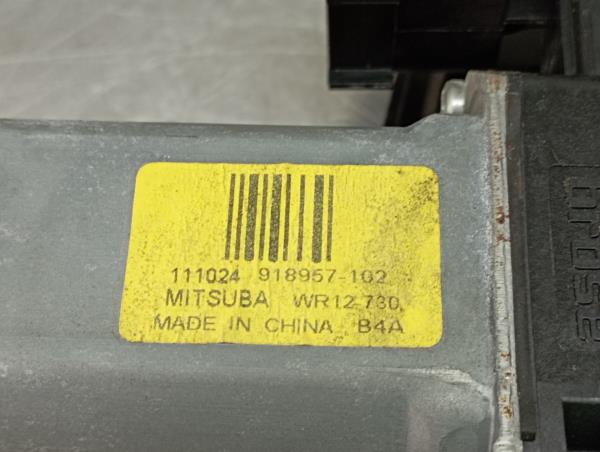 111024 918957-102
MITSUBA WR12-730
MADE IN CHINA B4A